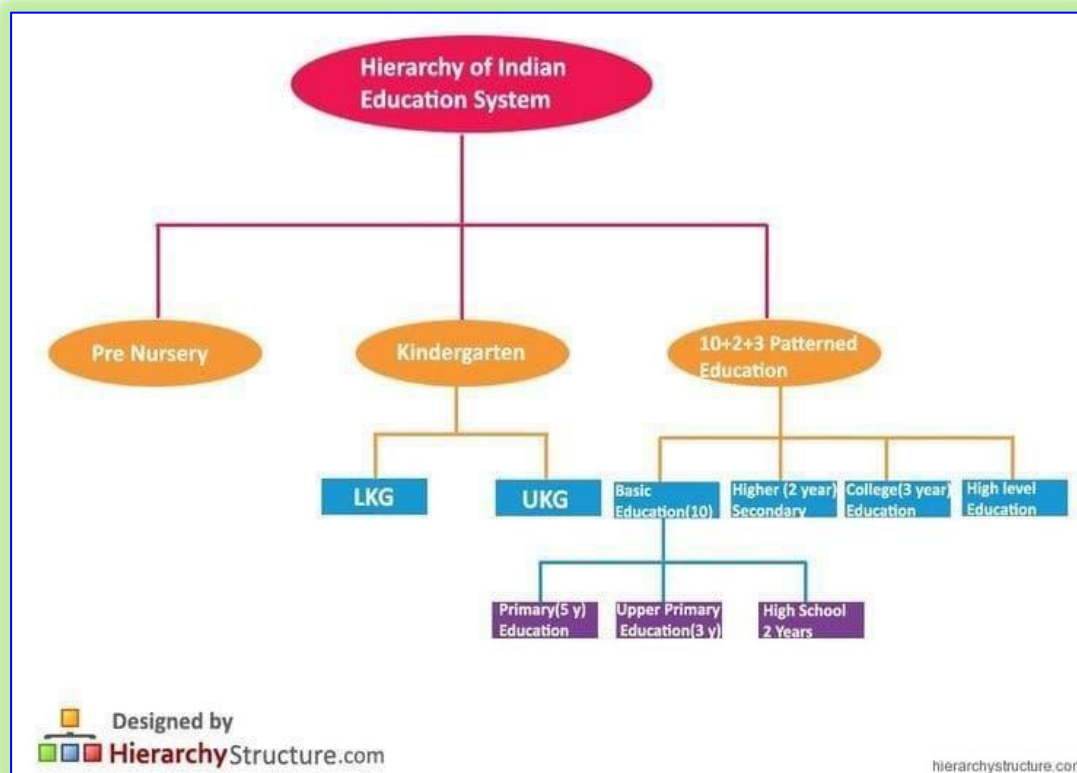 Hierarchy of Indian
Education System
Pre Nursery
Kindergarten
10+2+3 Patterned
Education
LKG
UKG
Basic
Education(10)
Higher (2 year)
Secondary
College(3 year)
Education
High level
Education
Primary(5 y)
Education
Upper Primary
Education(3 y)
High School
2 Years
Designed by
HierarchyStructure.com
hierarchystructure.com